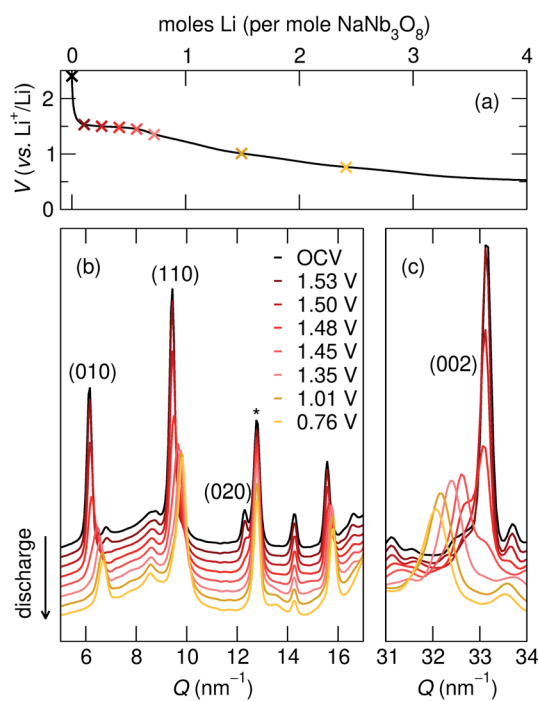 moles Li (per mole NaNb₃O₈)
0 1 2 3 4
V (vs. Li⁺/Li)
2
1
0
(a)
(b)
(c)
(110)
(010)
(020)
*
OCV
1.53 V
1.50 V
1.48 V
1.45 V
1.35 V
1.01 V
0.76 V
(002)
discharge
6 8 10 12 14 16
31 32 33 34
Q (nm⁻¹)
Q (nm⁻¹)